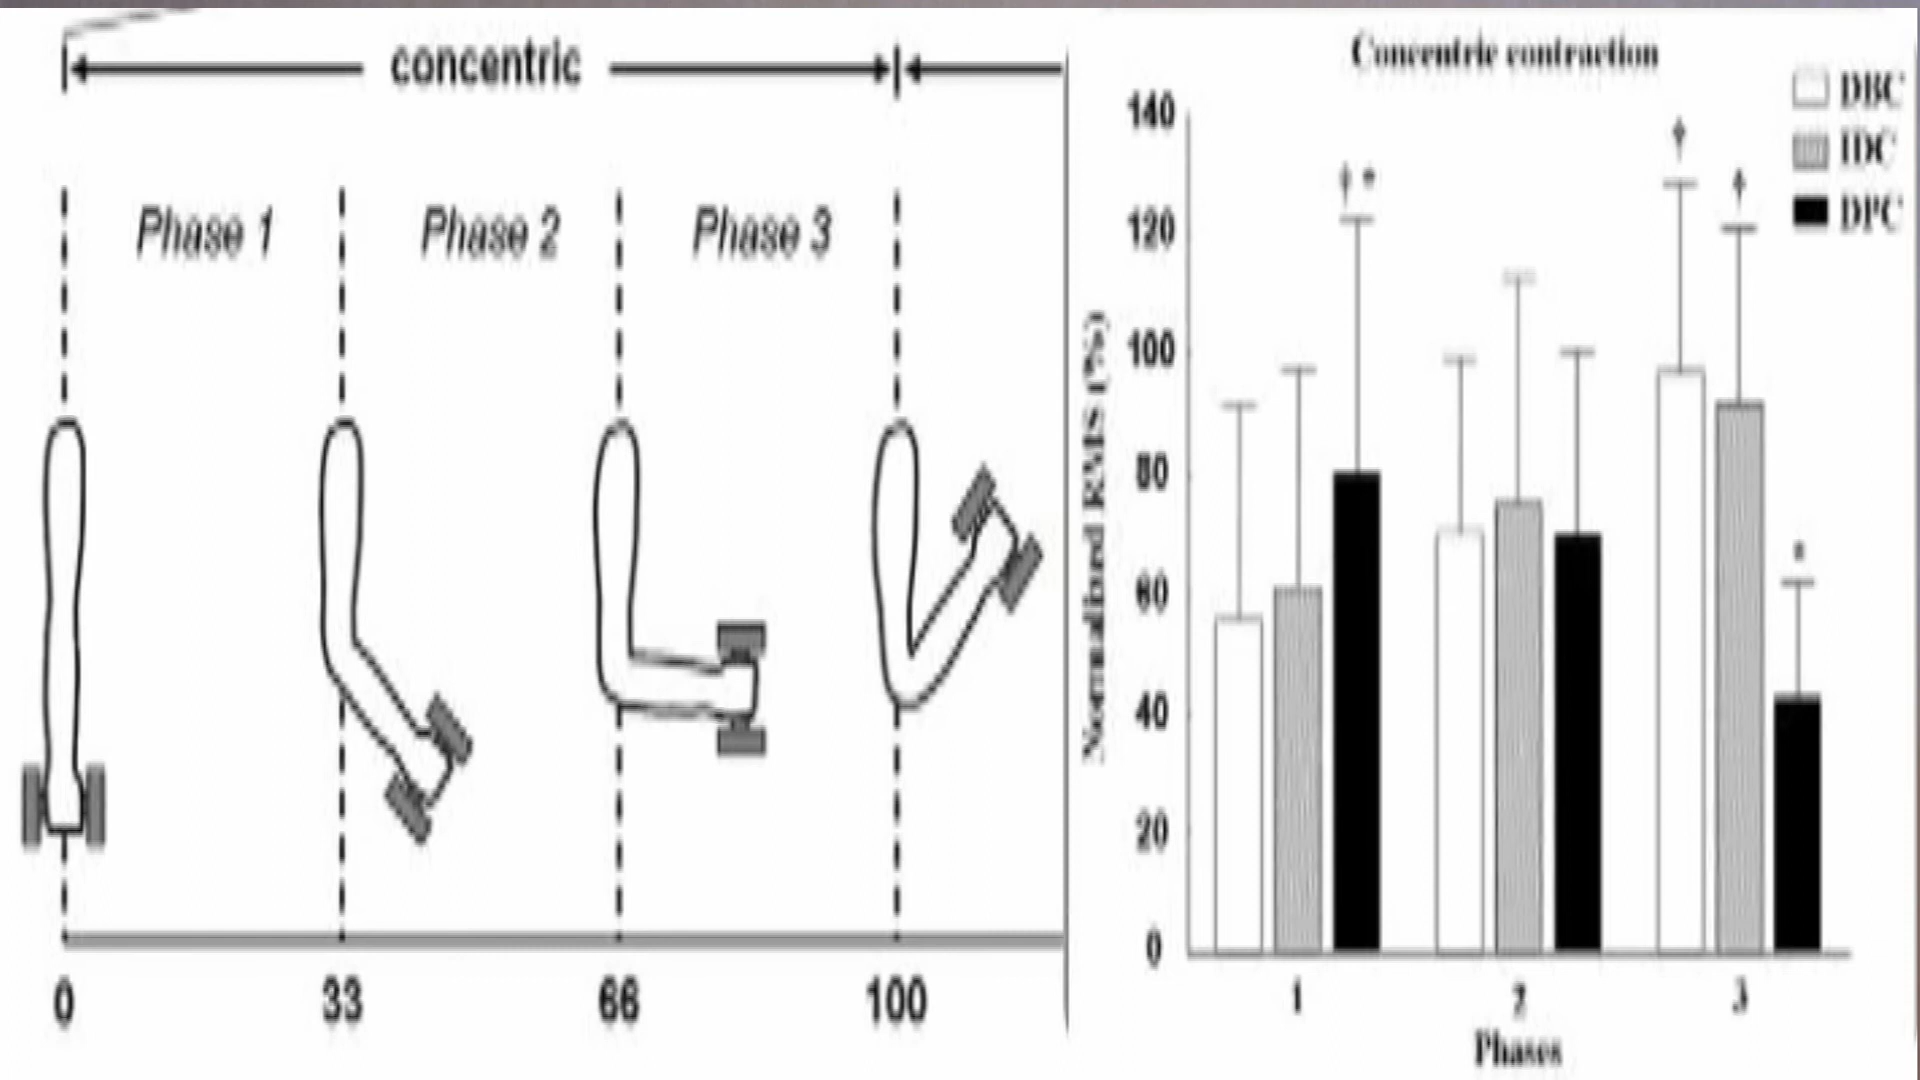 concentric
Phase 1
Phase 2
Phase 3
0
33
66
100
Concentric contraction
DBC
IDC
DPC
140
120
100
80
60
40
20
0
† *
†
†
*
Normalized RMS (%)
1
2
3
Phases